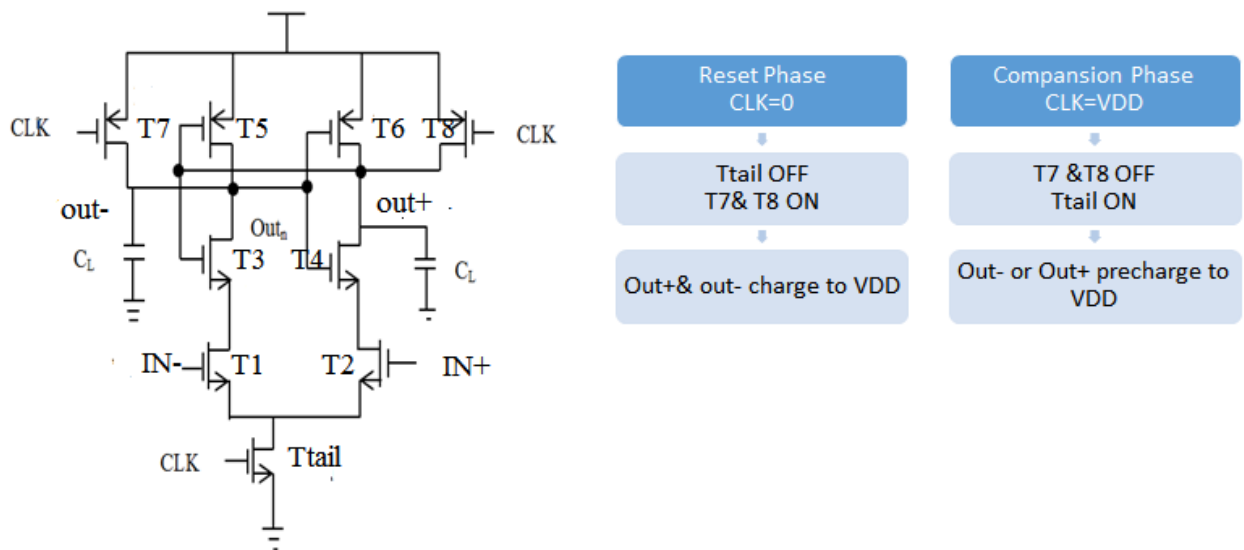 CLK
T7
T5
T6
T8
CLK
out-
Outn
out+
CL
T3
T4
CL
IN-
T1
T2
IN+
CLK
Ttail
Reset Phase
CLK=0
Ttail OFF
T7& T8 ON
Out+& out- charge to VDD
Compansion Phase
CLK=VDD
T7 &T8 OFF
Ttail ON
Out- or Out+ precharge to
VDD